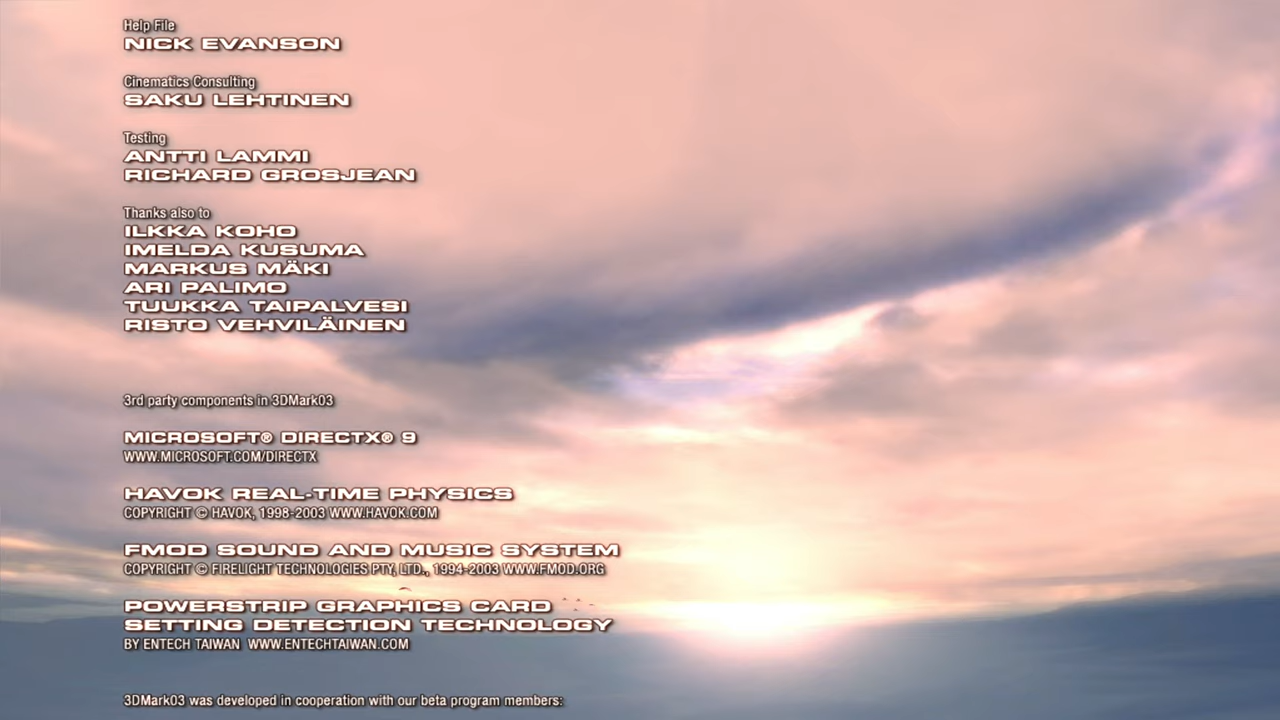 Help File
NICK EVANSON
Cinematics Consulting
SAKU LEHTINEN
Testing
ANTTI LAMMI
RICHARD GROSJEAN
Thanks also to
ILKKA KOHO
IMELDA KUSUMA
MARKUS MÄKI
ARI PALIMO
TUUKKA TAIPALVESI
RISTO VEHVILÄINEN
3rd party components in 3DMark03
MICROSOFT® DIRECTX® 9
WWW.MICROSOFT.COM/DIRECTX
HAVOK REAL-TIME PHYSICS
COPYRIGHT © HAVOK, 1998-2003 WWW.HAVOK.COM
FMOD SOUND AND MUSIC SYSTEM
COPYRIGHT © FIRELIGHT TECHNOLOGIES PTY, LTD., 1994-2003 WWW.FMOD.ORG
POWERSTRIP GRAPHICS CARD
SETTING DETECTION TECHNOLOGY
BY ENTECH TAIWAN WWW.ENTECHTAIWAN.COM
3DMark03 was developed in cooperation with our beta program members: